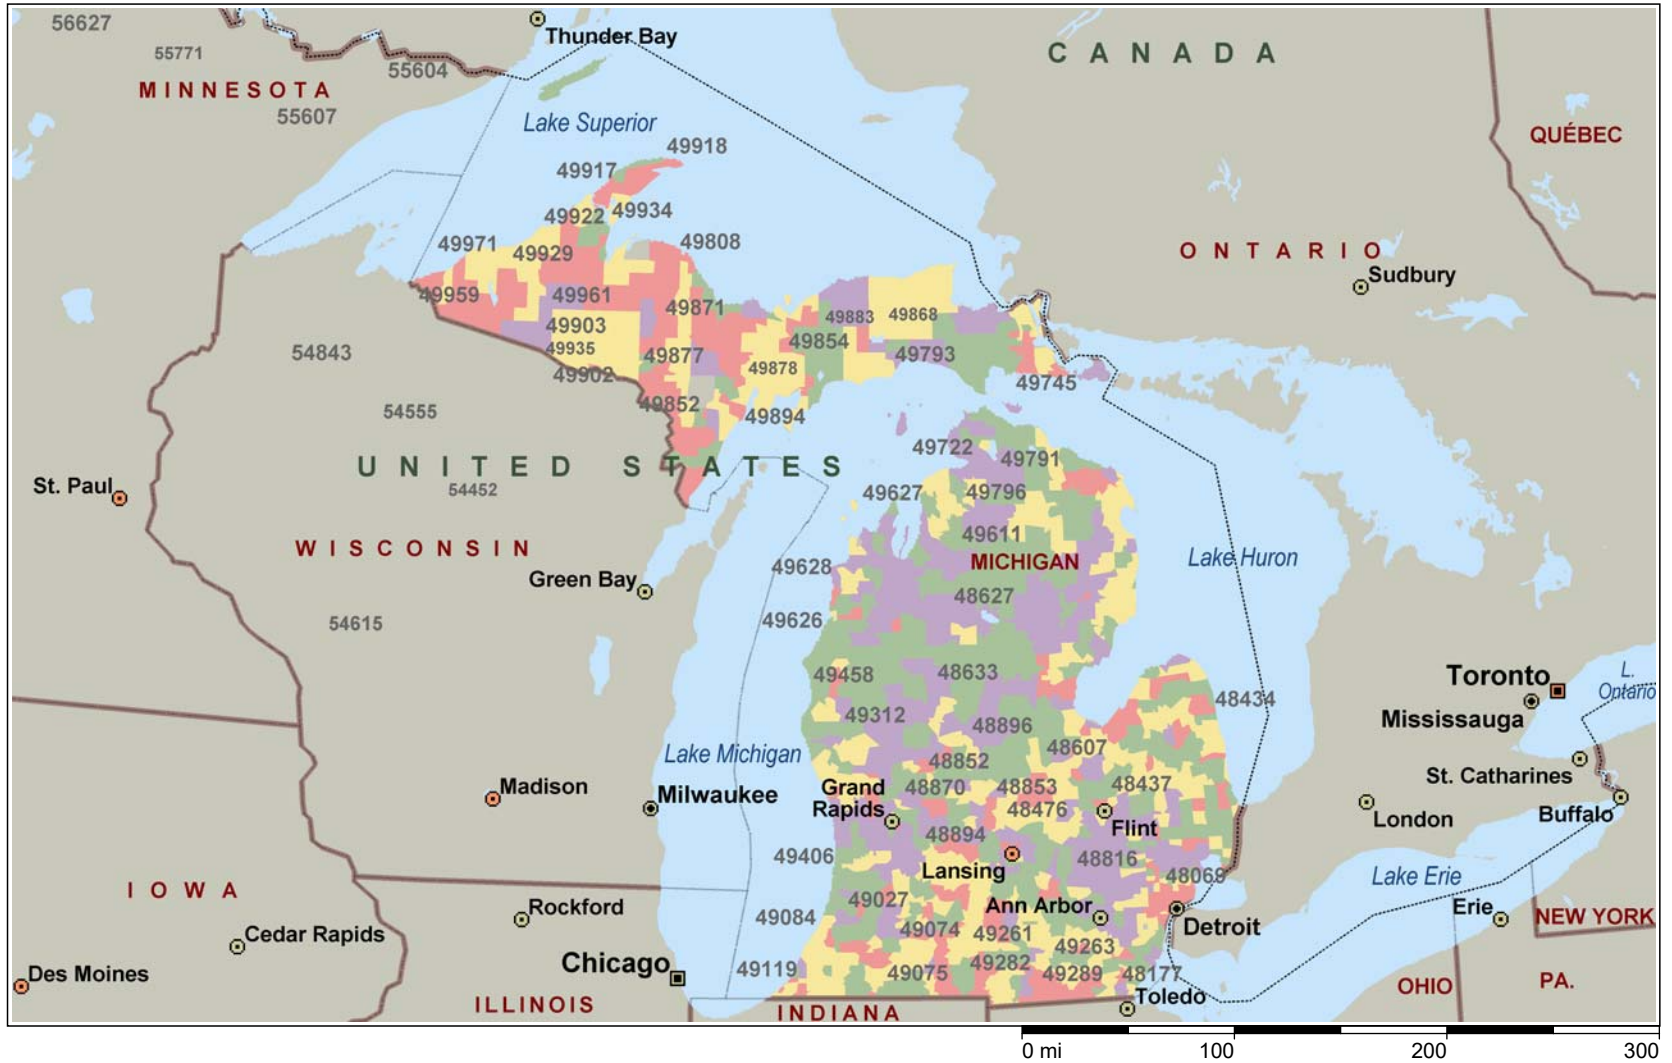 56627
Thunder Bay
CANADA
55771
55604
MINNESOTA
55607
Lake Superior
QUÉBEC
49918
49917
49922
49934
49971
49929
49808
ONTARIO
Sudbury
49959
49961
49871
49883
49868
49903
49935
49854
54843
49877
49793
49902
49878
49745
49852
49894
54555
49722
UNITED STATES
49791
St. Paul
54452
49627
49796
WISCONSIN
49611
MICHIGAN
Lake Huron
Green Bay
49628
48627
54615
49626
49458
48633
Toronto
48434
L.
Ontario
49312
48896
Mississauga
Lake Michigan
48607
48852
St. Catharines
Madison
Milwaukee
Grand
Rapids
48870
48853
48437
48476
Flint
London
Buffalo
48894
49406
Lansing
48816
48069
Lake Erie
IOWA
49027
Ann Arbor
Rockford
49084
Erie
NEW YORK
Cedar Rapids
49074
49261
49263
Detroit
Des Moines
Chicago
49119
49075
49282
49289
48177
OHIO
PA.
Toledo
ILLINOIS
INDIANA
0 mi 100 200 300